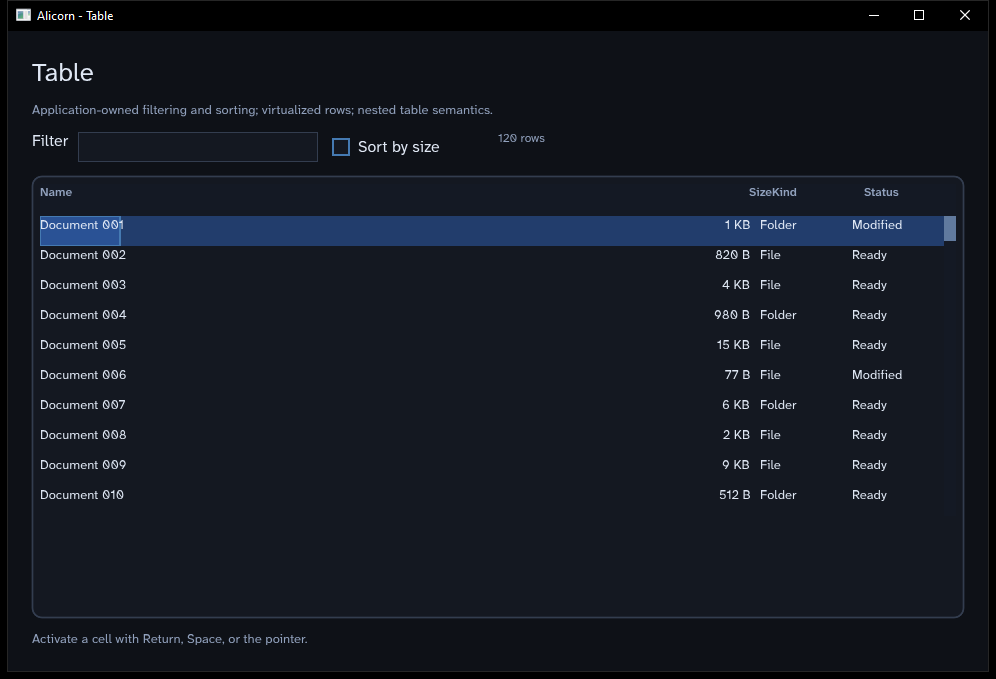 Alicorn - Table
Table
Application-owned filtering and sorting; virtualized rows; nested table semantics.
Filter Sort by size 120 rows
Name SizeKind Status
Document 001 1 KB Folder Modified
Document 002 820 B File Ready
Document 003 4 KB File Ready
Document 004 980 B Folder Ready
Document 005 15 KB File Ready
Document 006 77 B File Modified
Document 007 6 KB Folder Ready
Document 008 2 KB File Ready
Document 009 9 KB File Ready
Document 010 512 B Folder Ready
Activate a cell with Return, Space, or the pointer.